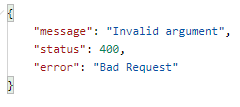 {
"message": "Invalid argument",
"status": 400,
"error": "Bad Request"
}